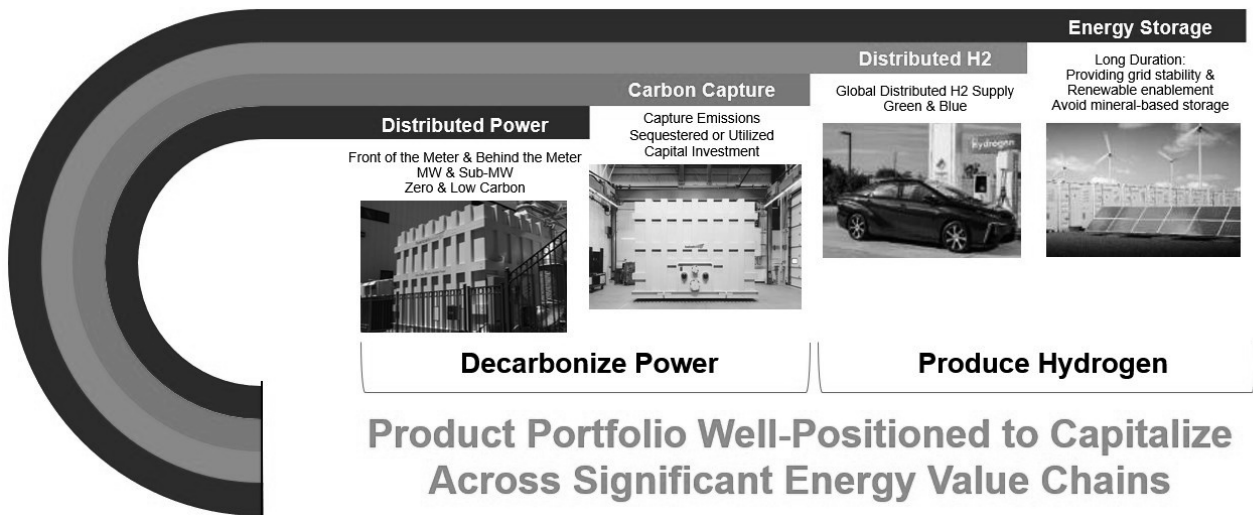 Energy Storage
Distributed H2
Carbon Capture
Distributed Power
Front of the Meter & Behind the Meter
MW & Sub-MW
Zero & Low Carbon
Capture Emissions
Sequestered or Utilized
Capital Investment
Global Distributed H2 Supply
Green & Blue
Long Duration:
Providing grid stability &
Renewable enablement
Avoid mineral-based storage
Hydrogen
Decarbonize Power
Produce Hydrogen
Product Portfolio Well-Positioned to Capitalize
Across Significant Energy Value Chains